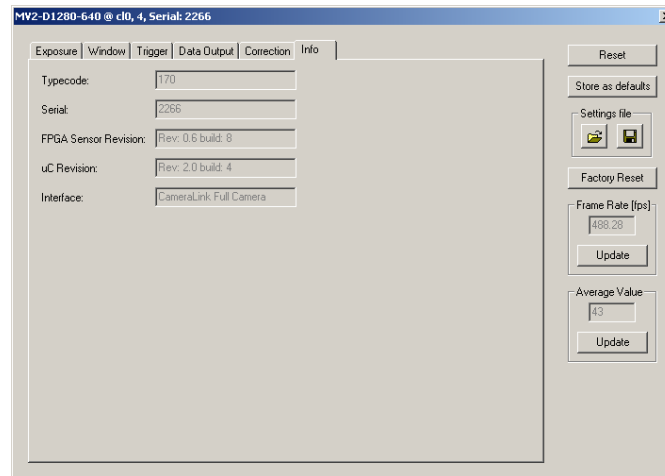 MV2-D1280-640 @ cl0, 4, Serial: 2266
Exposure Window Trigger Data Output Correction Info
Typecode: 170
Serial: 2266
FPGA Sensor Revision: Rev: 0.6 build: 8
uC Revision: Rev: 2.0 build: 4
Interface: CameraLink Full Camera
Reset
Store as defaults
Settings file
Factory Reset
Frame Rate [fps]
488.28
Update
Average Value
43
Update